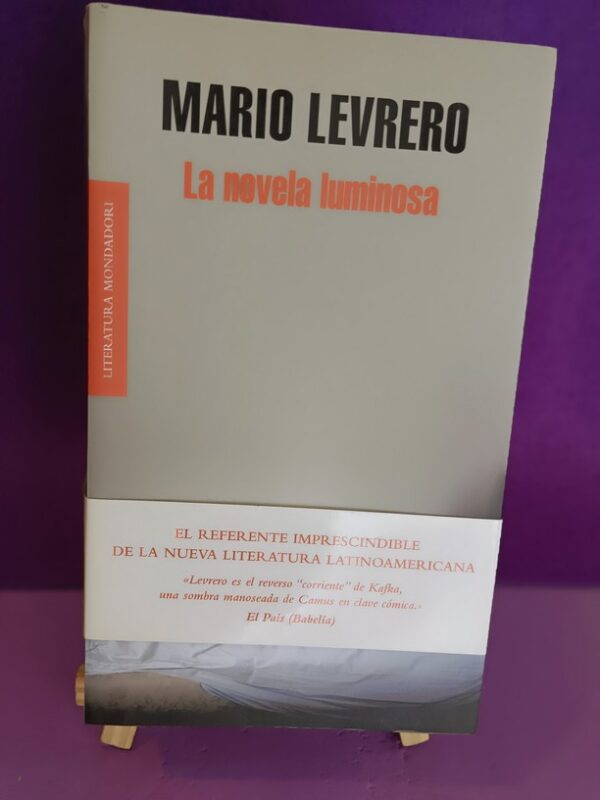 MARIO LEVRERO
La novela luminosa
LITERATURA MONDADORI
EL REFERENTE IMPRESCINDIBLE
DE LA NUEVA LITERATURA LATINOAMERICANA
«Levrero es el reverso "corriente" de Kafka,
una sombra manoseada de Camus en clave cómica.»
El País (Babelia)